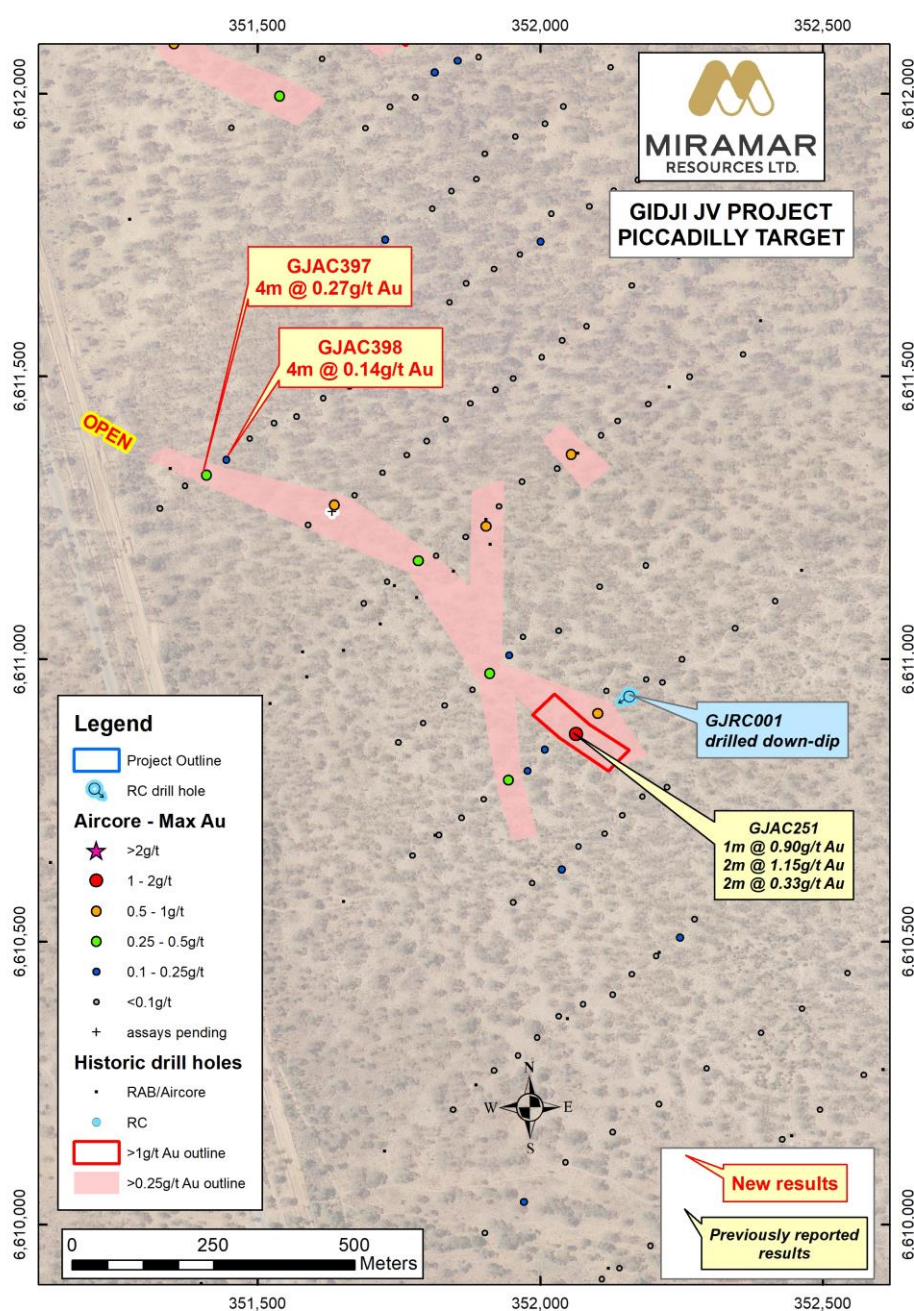 351,500
352,000
352,500
6,612,000
6,612,000
MIRAMAR
RESOURCES LTD.
GIDJI JV PROJECT
PICCADILLY TARGET
GJAC397
4m @ 0.27g/t Au
GJAC398
4m @ 0.14g/t Au
6,611,500
6,611,500
OPEN
6,611,000
6,611,000
GJRC001
drilled down-dip
GJAC251
1m @ 0.90g/t Au
2m @ 1.15g/t Au
2m @ 0.33g/t Au
Legend
Project Outline
RC drill hole
Aircore - Max Au
>2g/t
1 - 2g/t
0.5 - 1g/t
0.25 - 0.5g/t
0.1 - 0.25g/t
<0.1g/t
assays pending
Historic drill holes
RAB/Aircore
RC
>1g/t Au outline
>0.25g/t Au outline
6,610,500
6,610,500
N
W
E
S
New results
Previously reported
results
6,610,000
6,610,000
0
250
500
Meters
351,500
352,000
352,500